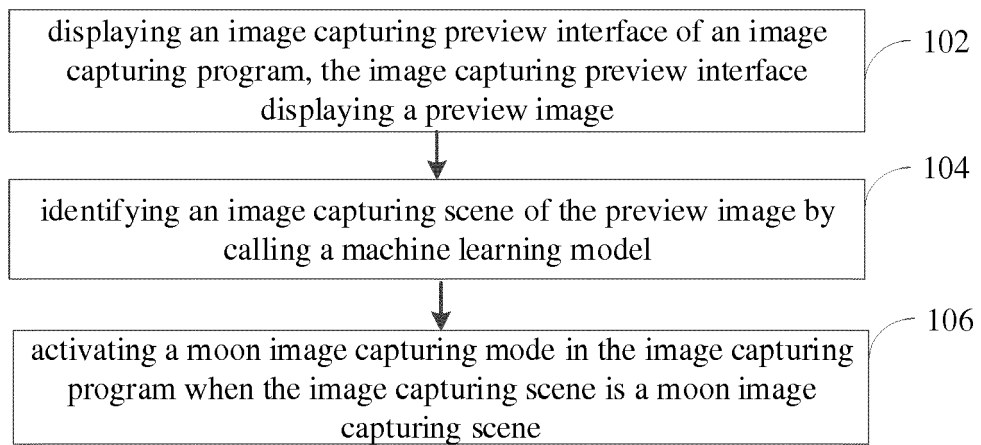 displaying an image capturing preview interface of an image
capturing program, the image capturing preview interface
displaying a preview image
102
identifying an image capturing scene of the preview image by
calling a machine learning model
104
activating a moon image capturing mode in the image capturing
program when the image capturing scene is a moon image
capturing scene
106